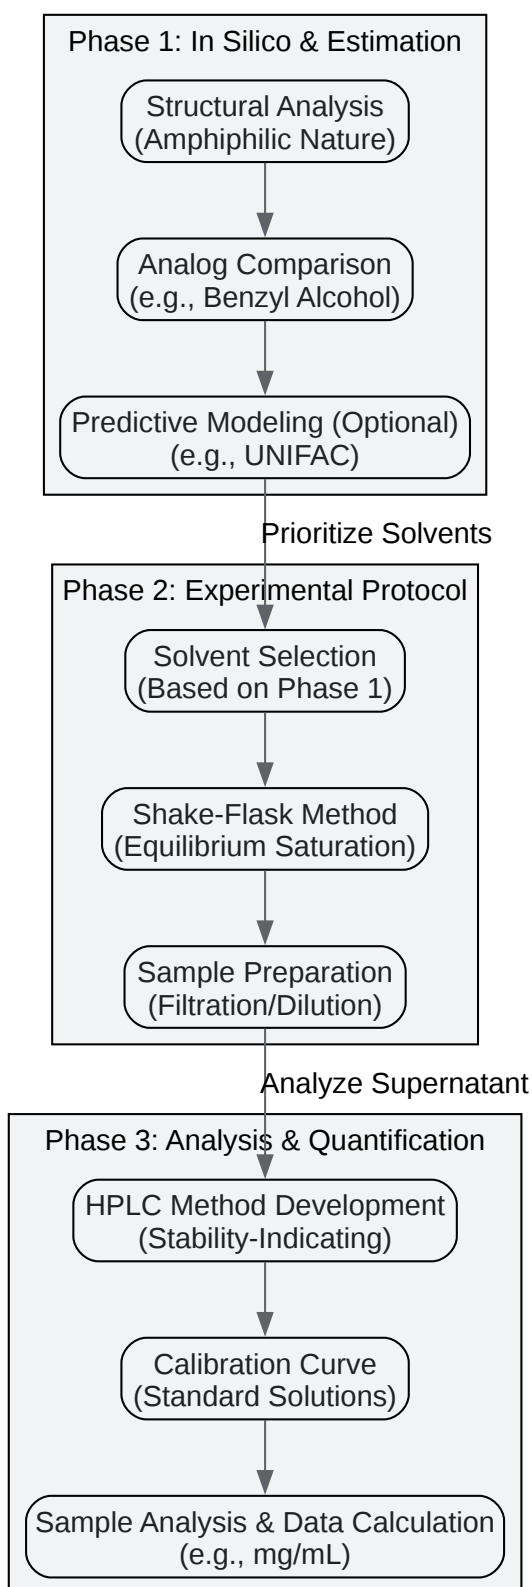 Phase 1: In Silico & Estimation
Structural Analysis
(Amphiphilic Nature)
Analog Comparison
(e.g., Benzyl Alcohol)
Predictive Modeling (Optional)
(e.g., UNIFAC)
Prioritize Solvents
Phase 2: Experimental Protocol
Solvent Selection
(Based on Phase 1)
Shake-Flask Method
(Equilibrium Saturation)
Sample Preparation
(Filtration/Dilution)
Analyze Supernatant
Phase 3: Analysis & Quantification
HPLC Method Development
(Stability-Indicating)
Calibration Curve
(Standard Solutions)
Sample Analysis & Data Calculation
(e.g., mg/mL)